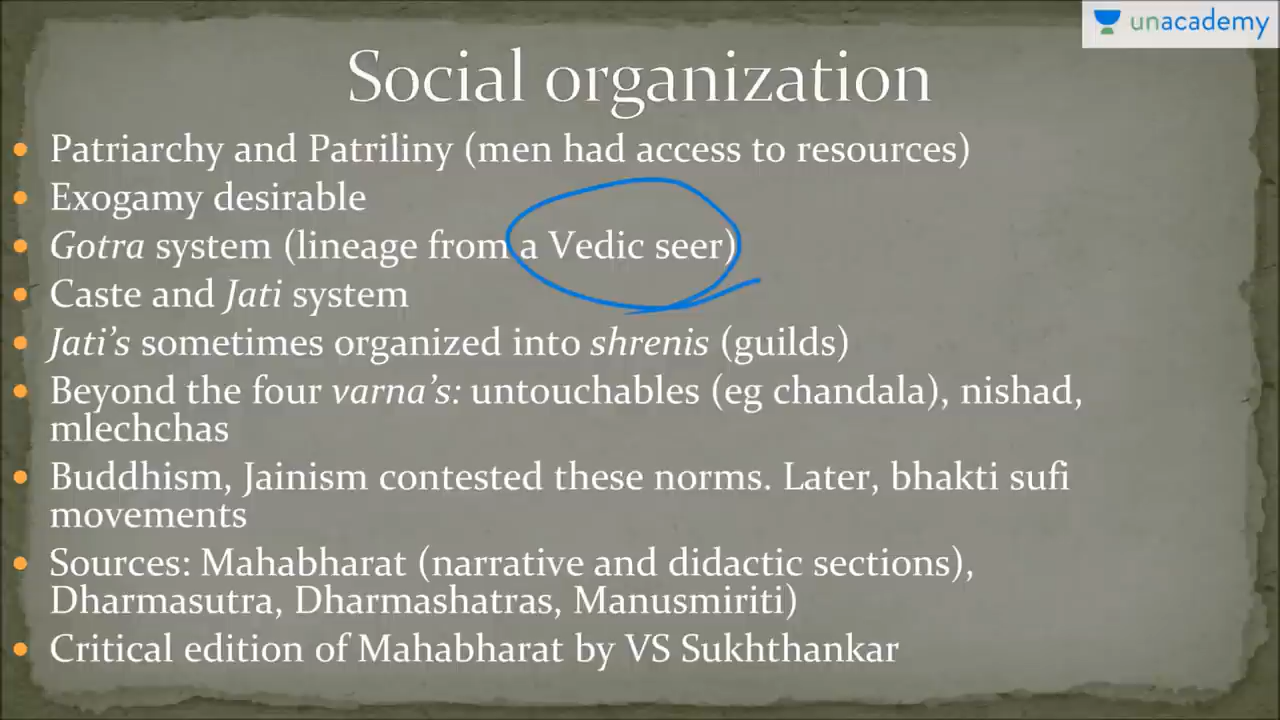 unacademy
Social organization
Patriarchy and Patriliny (men had access to resources)
Exogamy desirable
Gotra system (lineage from a Vedic seer)
Caste and Jati system
Jati's sometimes organized into shrenis (guilds)
Beyond the four varna's: untouchables (eg chandala), nishad,
mlechchas
Buddhism, Jainism contested these norms. Later, bhakti sufi
movements
Sources: Mahabharat (narrative and didactic sections),
Dharmasutra, Dharmashatras, Manusmiriti)
Critical edition of Mahabharat by VS Sukhthankar